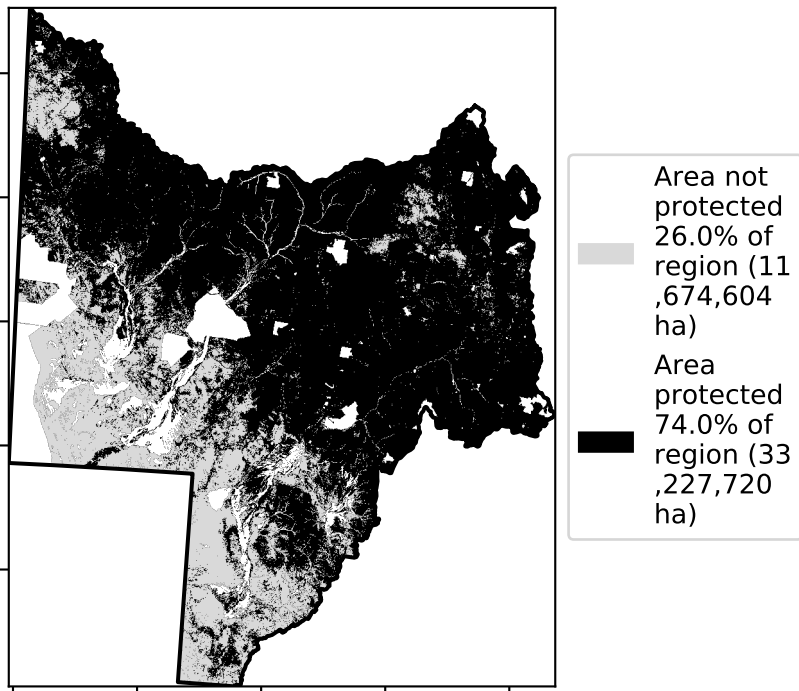 Area not
protected
26.0% of
region (11
,674,604
ha)
Area
protected
74.0% of
region (33
,227,720
ha)